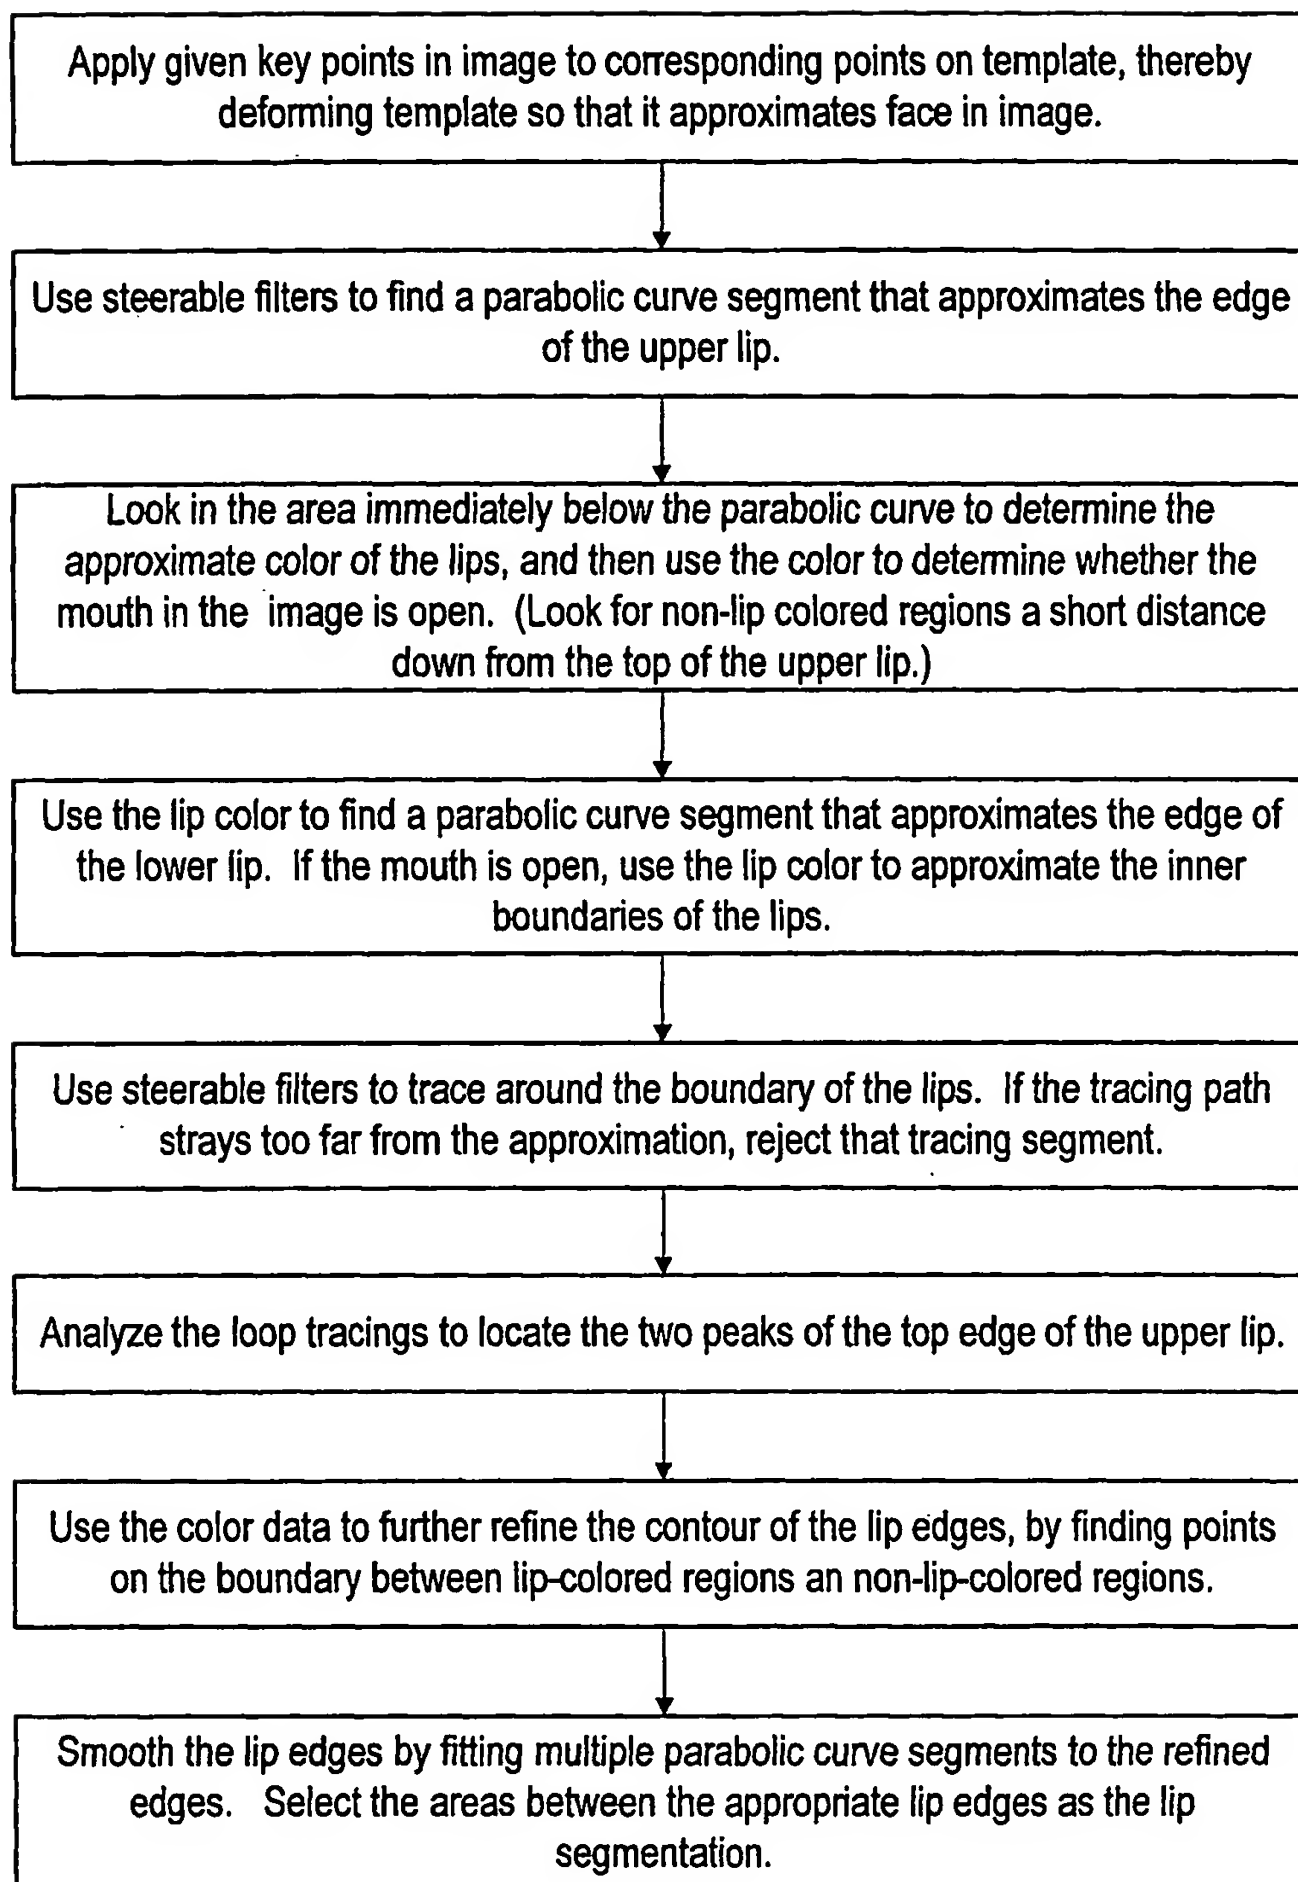 Apply given key points in image to corresponding points on template, thereby
deforming template so that it approximates face in image.
Use steerable filters to find a parabolic curve segment that approximates the edge
of the upper lip.
Look in the area immediately below the parabolic curve to determine the
approximate color of the lips, and then use the color to determine whether the
mouth in the image is open. (Look for non-lip colored regions a short distance
down from the top of the upper lip.)
Use the lip color to find a parabolic curve segment that approximates the edge of
the lower lip. If the mouth is open, use the lip color to approximate the inner
boundaries of the lips.
Use steerable filters to trace around the boundary of the lips. If the tracing path
strays too far from the approximation, reject that tracing segment.
Analyze the loop tracings to locate the two peaks of the top edge of the upper lip.
Use the color data to further refine the contour of the lip edges, by finding points
on the boundary between lip-colored regions an non-lip-colored regions.
Smooth the lip edges by fitting multiple parabolic curve segments to the refined
edges. Select the areas between the appropriate lip edges as the lip
segmentation.